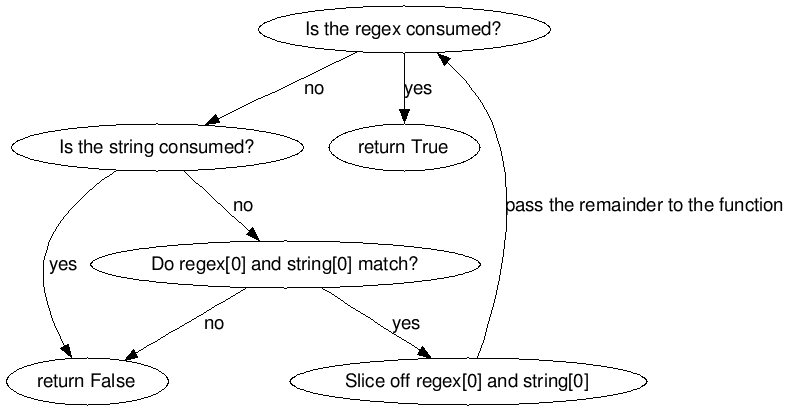 Is the regex consumed?
no
yes
Is the string consumed?
return True
no
pass the remainder to the function
yes
Do regex[0] and string[0] match?
no
yes
return False
Slice off regex[0] and string[0]